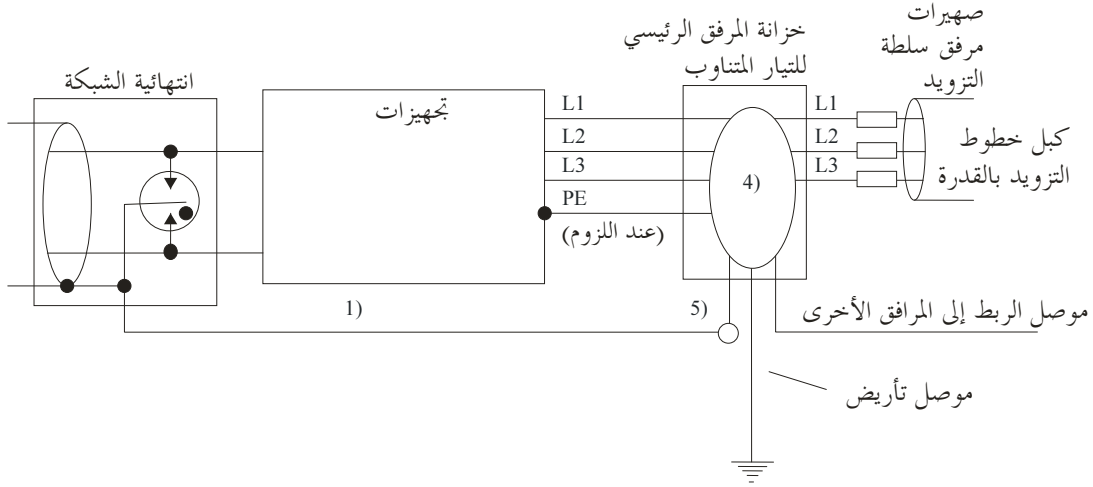 صهيرات
مرفق سلطة
التزويد
خزانة المرفق الرئيسي
للتيار المتناوب
انتهائية الشبكة
تجهيزات
L1
L2
L3
PE
(عند اللزوم)
4)
L1
L2
L3
كبل خطوط
التزويد بالقدرة
1)
5)
موصل الربط إلى المرافق الأخرى
موصل تأريض